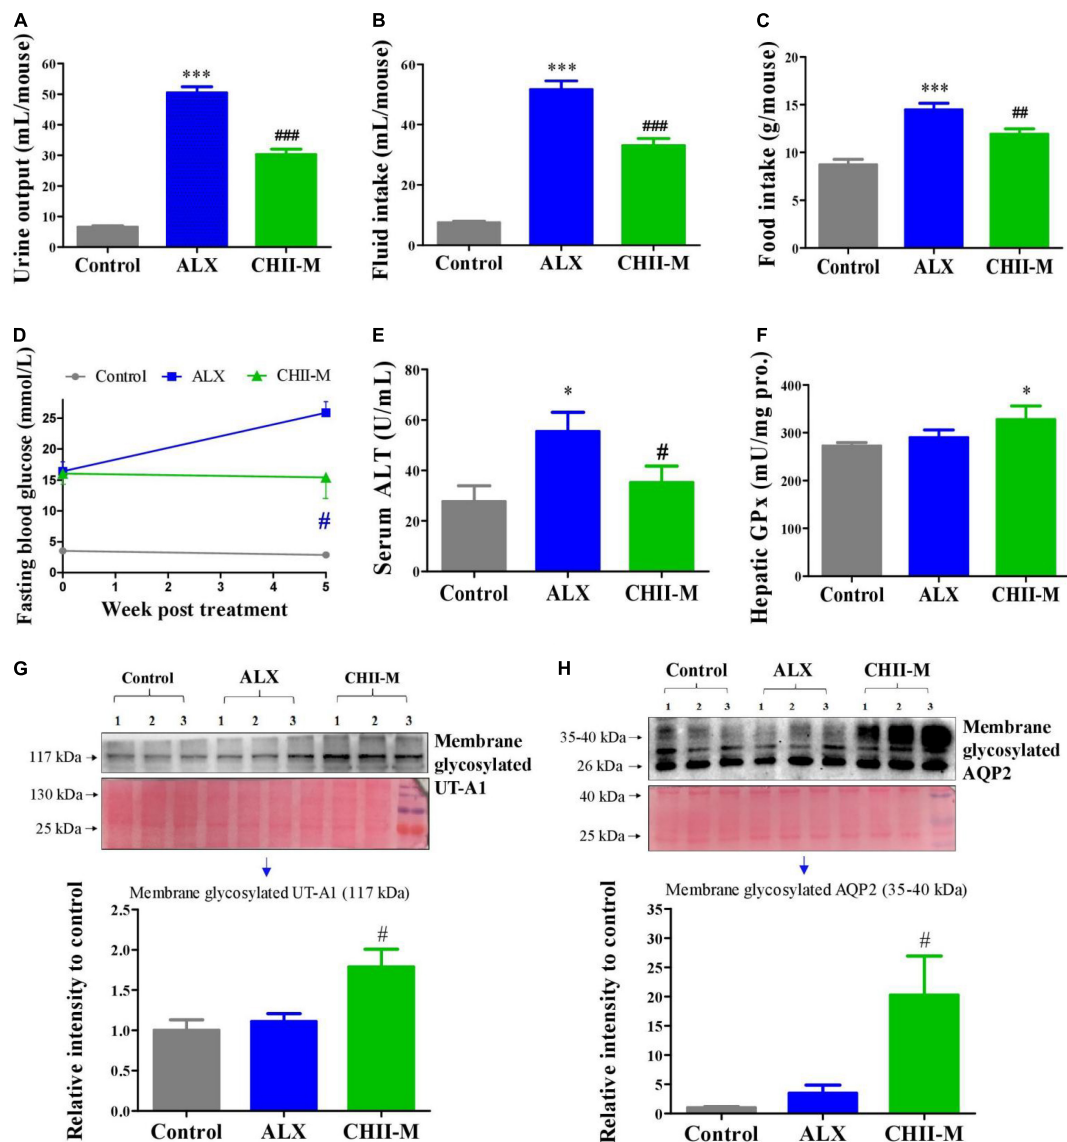 A
Urine output (mL/mouse)
60
50
40
30
20
10
0
***
###
Control ALX CHII-M
B
Fluid intake (mL/mouse)
60
40
20
0
***
###
Control ALX CHII-M
C
Food intake (g/mouse)
20
15
10
5
0
***
##
Control ALX CHII-M
D
Fasting blood glucose (mmol/L)
Control ALX CHII-M
25
20
15
10
5
0
#
0 1 2 3 4 5
Week post treatment
E
Serum ALT (U/mL)
80
60
40
20
0
*
#
Control ALX CHII-M
F
Hepatic GPx (mU/mg pro.)
400
300
200
100
0
*
Control ALX CHII-M
G
Control ALX CHII-M
1 2 3 1 2 3 1 2 3
117 kDa
Membrane
glycosylated
UT-A1
130 kDa
25 kDa
Membrane glycosylated UT-A1 (117 kDa)
Relative intensity to control
2.5
2.0
1.5
1.0
0.5
0.0
#
Control ALX CHII-M
H
Control ALX CHII-M
1 2 3 1 2 3 1 2 3
35-40 kDa
26 kDa
Membrane
glycosylated
AQP2
40 kDa
25 kDa
Membrane glycosylated AQP2 (35-40 kDa)
Relative intensity to control
35
30
25
20
15
10
5
0
#
Control ALX CHII-M